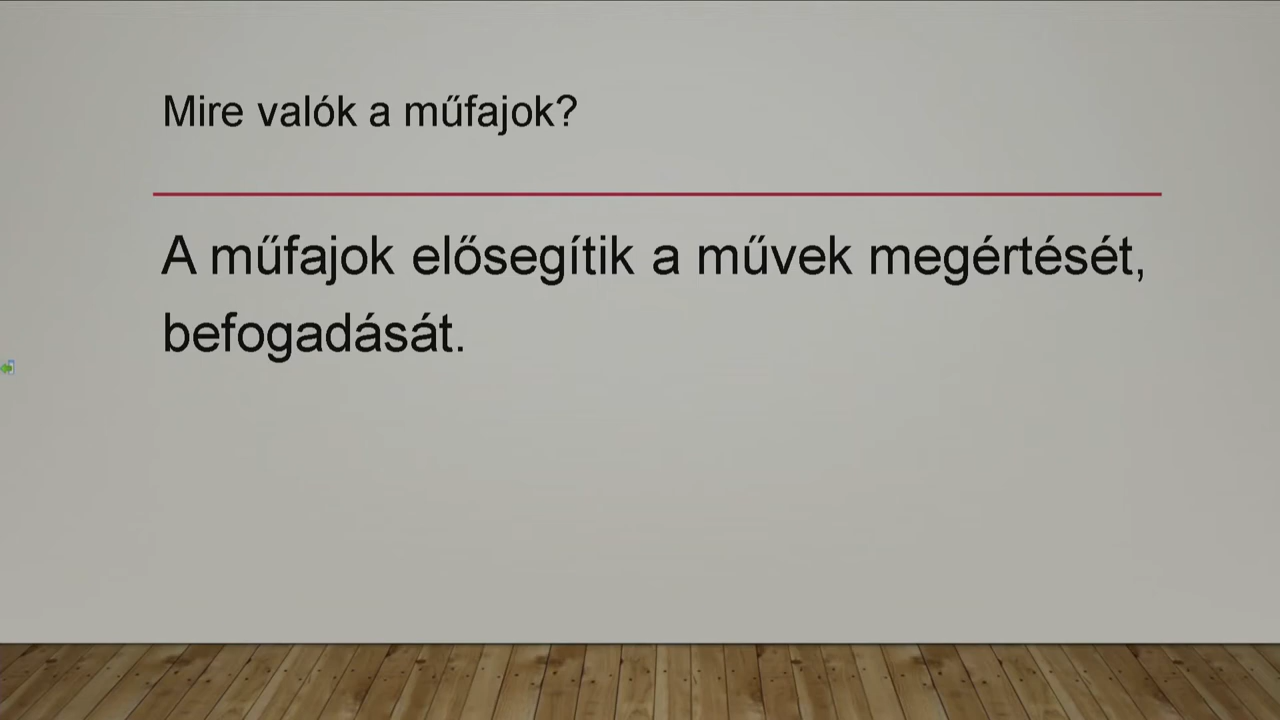 Mire valók a műfajok?
A műfajok elősegítik a művek megértését,
befogadását.